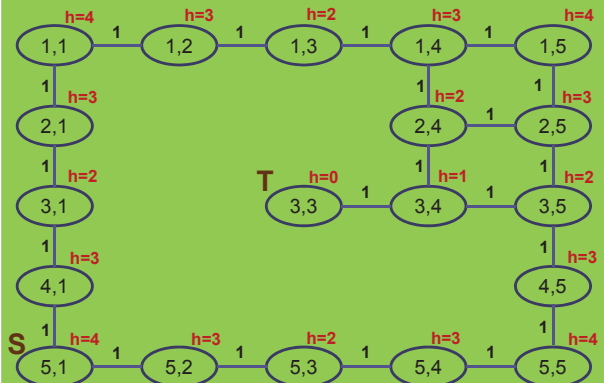 h=4 h=3 h=2 h=3 h=4
1,1 1 1,2 1 1,3 1 1,4 1 1,5
1 h=3 1 h=2 1 h=3
2,1 2,4 1 2,5
1 h=2 T h=0 1 h=1 1 h=2
3,1 3,3 1 3,4 1 3,5
1 h=3 1 h=3
4,1 4,5
S 1 h=4 h=3 h=2 h=3 1 h=4
5,1 1 5,2 1 5,3 1 5,4 1 5,5